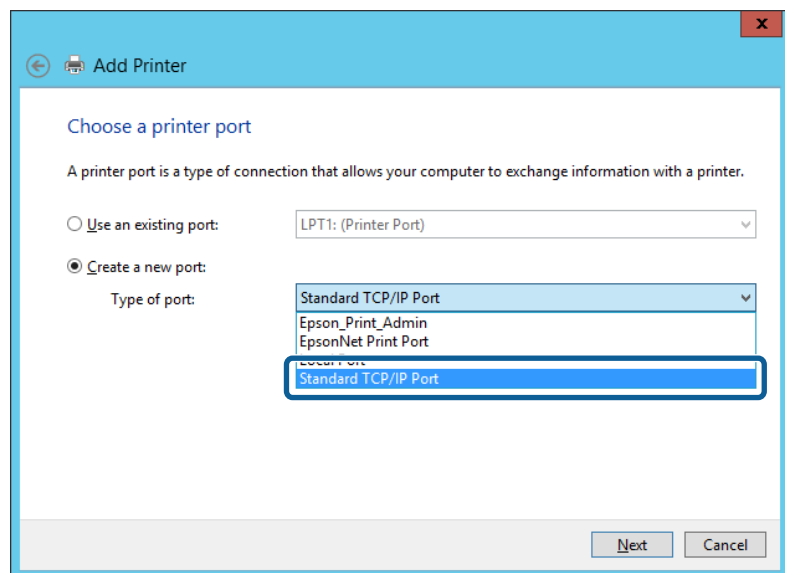 x
Add Printer
Choose a printer port
A printer port is a type of connection that allows your computer to exchange information with a printer.
Use an existing port: LPT1: (Printer Port)
Create a new port:
Type of port: Standard TCP/IP Port
Epson_Print_Admin
EpsonNet Print Port
Local Port
Standard TCP/IP Port
Next Cancel